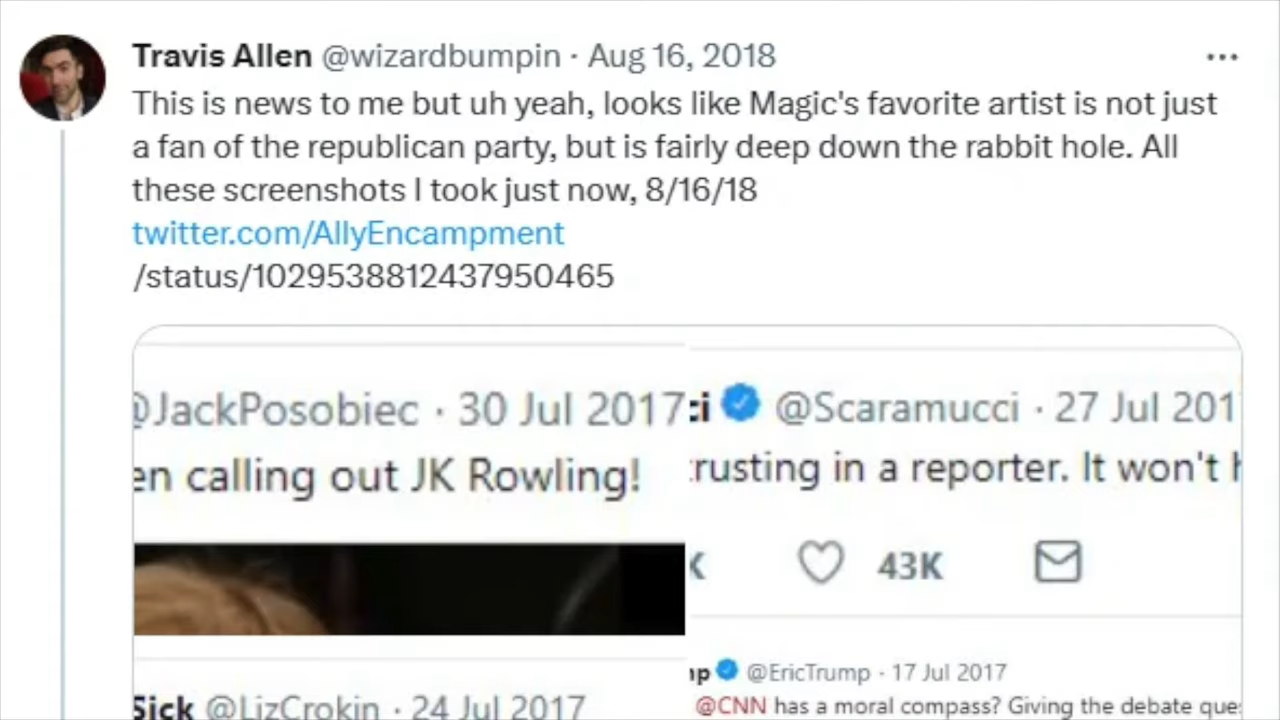 Travis Allen @wizardbumpin · Aug 16, 2018
This is news to me but uh yeah, looks like Magic's favorite artist is not just
a fan of the republican party, but is fairly deep down the rabbit hole. All
these screenshots I took just now, 8/16/18
twitter.com/AllyEncampment
/status/1029538812437950465
@JackPosobiec · 30 Jul 2017
en calling out JK Rowling!
Sick @LizCrokin · 24 Jul 2017
ci @Scaramucci · 27 Jul 201
rusting in a reporter. It won't h
K 43K
mp @EricTrump · 17 Jul 2017
@CNN has a moral compass? Giving the debate que